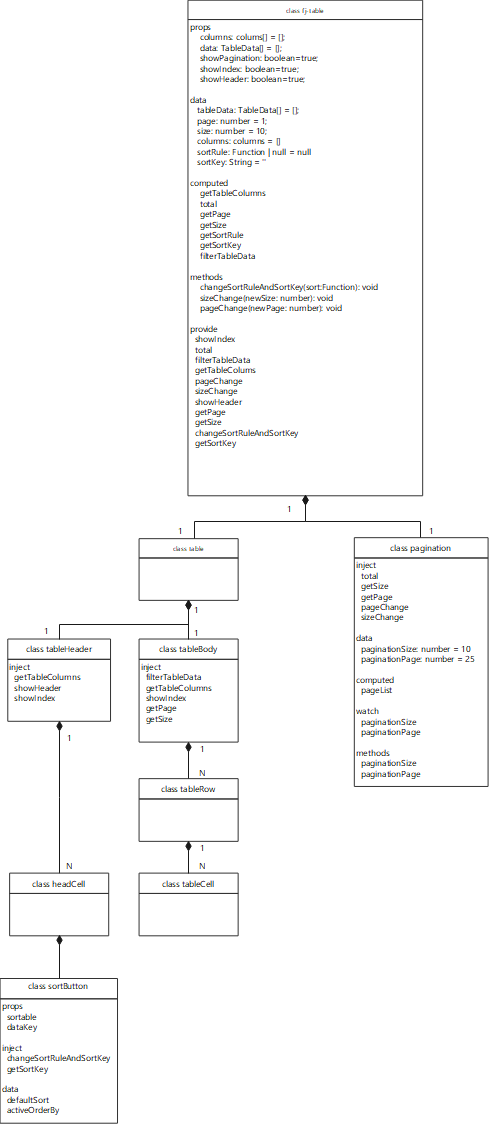 class fj-table
props
columns: colums[] = [];
data: TableData[] = [];
showPagination: boolean=true;
showIndex: boolean=true;
showHeader: boolean=true;
data
tableData: TableData[] = [];
page: number = 1;
size: number = 10;
columns: columns = []
sortRule: Function | null = null
sortKey: String = ''
computed
getTableColumns
total
getPage
getSize
getSortRule
getSortKey
filterTableData
methods
changeSortRuleAndSortKey(sort:Function): void
sizeChange(newSize: number): void
pageChange(newPage: number): void
provide
showIndex
total
filterTableData
getTableColums
pageChange
sizeChange
showHeader
getPage
getSize
changeSortRuleAndSortKey
getSortKey
1
1
1
class table
class pagination
inject
total
getSize
getPage
pageChange
sizeChange
data
paginationSize: number = 10
paginationPage: number = 25
computed
pageList
watch
paginationSize
paginationPage
methods
paginationSize
paginationPage
1
1
1
class tableHeader
inject
getTableColumns
showHeader
showIndex
class tableBody
inject
filterTableData
getTableColumns
showIndex
getPage
getSize
1
1
N
class tableRow
1
N
N
class headCell
class tableCell
class sortButton
props
sortable
dataKey
inject
changeSortRuleAndSortKey
getSortKey
data
defaultSort
activeOrderBy